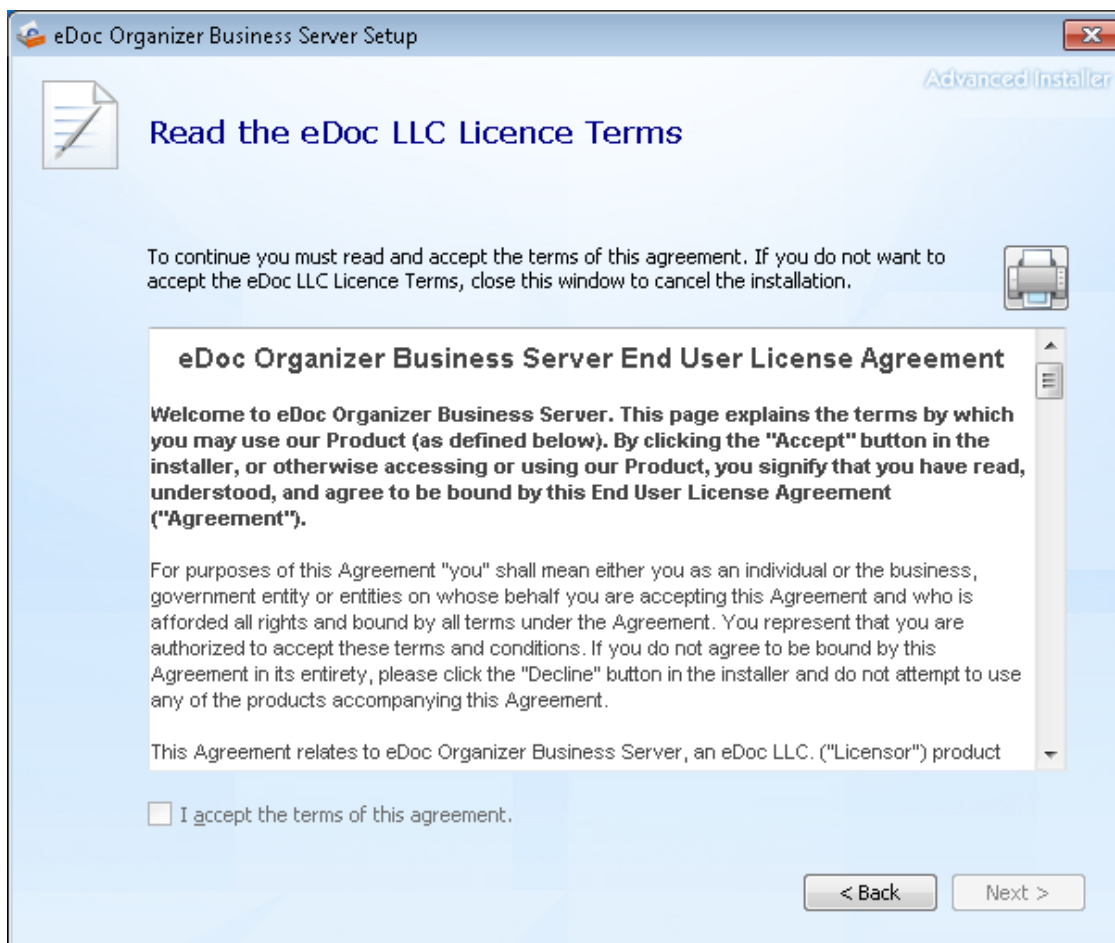 eDoc Organizer Business Server Setup
Advanced Installer
Read the eDoc LLC Licence Terms
To continue you must read and accept the terms of this agreement. If you do not want to
accept the eDoc LLC Licence Terms, close this window to cancel the installation.
eDoc Organizer Business Server End User License Agreement
Welcome to eDoc Organizer Business Server. This page explains the terms by which
you may use our Product (as defined below). By clicking the "Accept" button in the
installer, or otherwise accessing or using our Product, you signify that you have read,
understood, and agree to be bound by this End User License Agreement
("Agreement").
For purposes of this Agreement "you" shall mean either you as an individual or the business,
government entity or entities on whose behalf you are accepting this Agreement and who is
afforded all rights and bound by all terms under the Agreement. You represent that you are
authorized to accept these terms and conditions. If you do not agree to be bound by this
Agreement in its entirety, please click the "Decline" button in the installer and do not attempt to use
any of the products accompanying this Agreement.
This Agreement relates to eDoc Organizer Business Server, an eDoc LLC. ("Licensor") product
I accept the terms of this agreement.
< Back
Next >